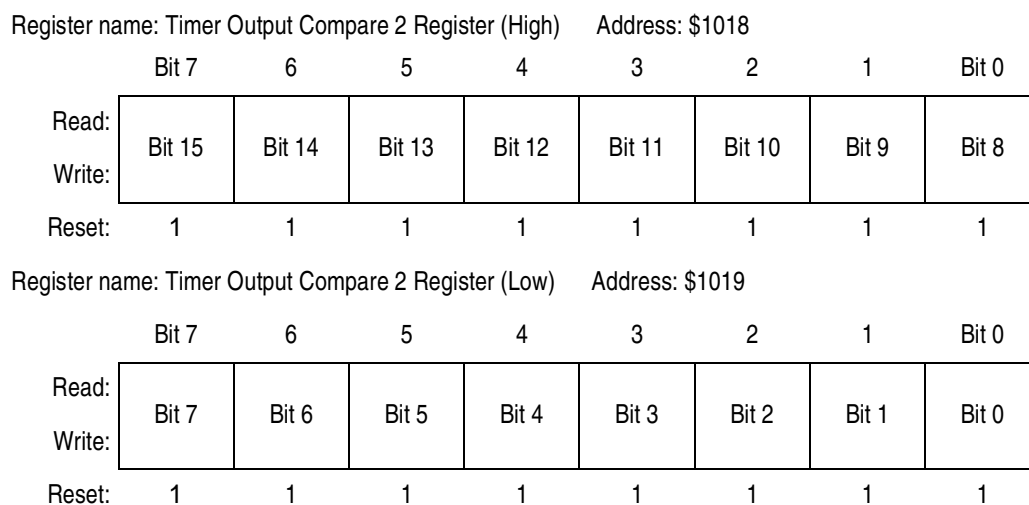 Register name: Timer Output Compare 2 Register (High) Address: $1018
Bit 7 6 5 4 3 2 1 Bit 0
Read:
Bit 15 Bit 14 Bit 13 Bit 12 Bit 11 Bit 10 Bit 9 Bit 8
Write:
Reset: 1 1 1 1 1 1 1 1
Register name: Timer Output Compare 2 Register (Low) Address: $1019
Bit 7 6 5 4 3 2 1 Bit 0
Read:
Bit 7 Bit 6 Bit 5 Bit 4 Bit 3 Bit 2 Bit 1 Bit 0
Write:
Reset: 1 1 1 1 1 1 1 1